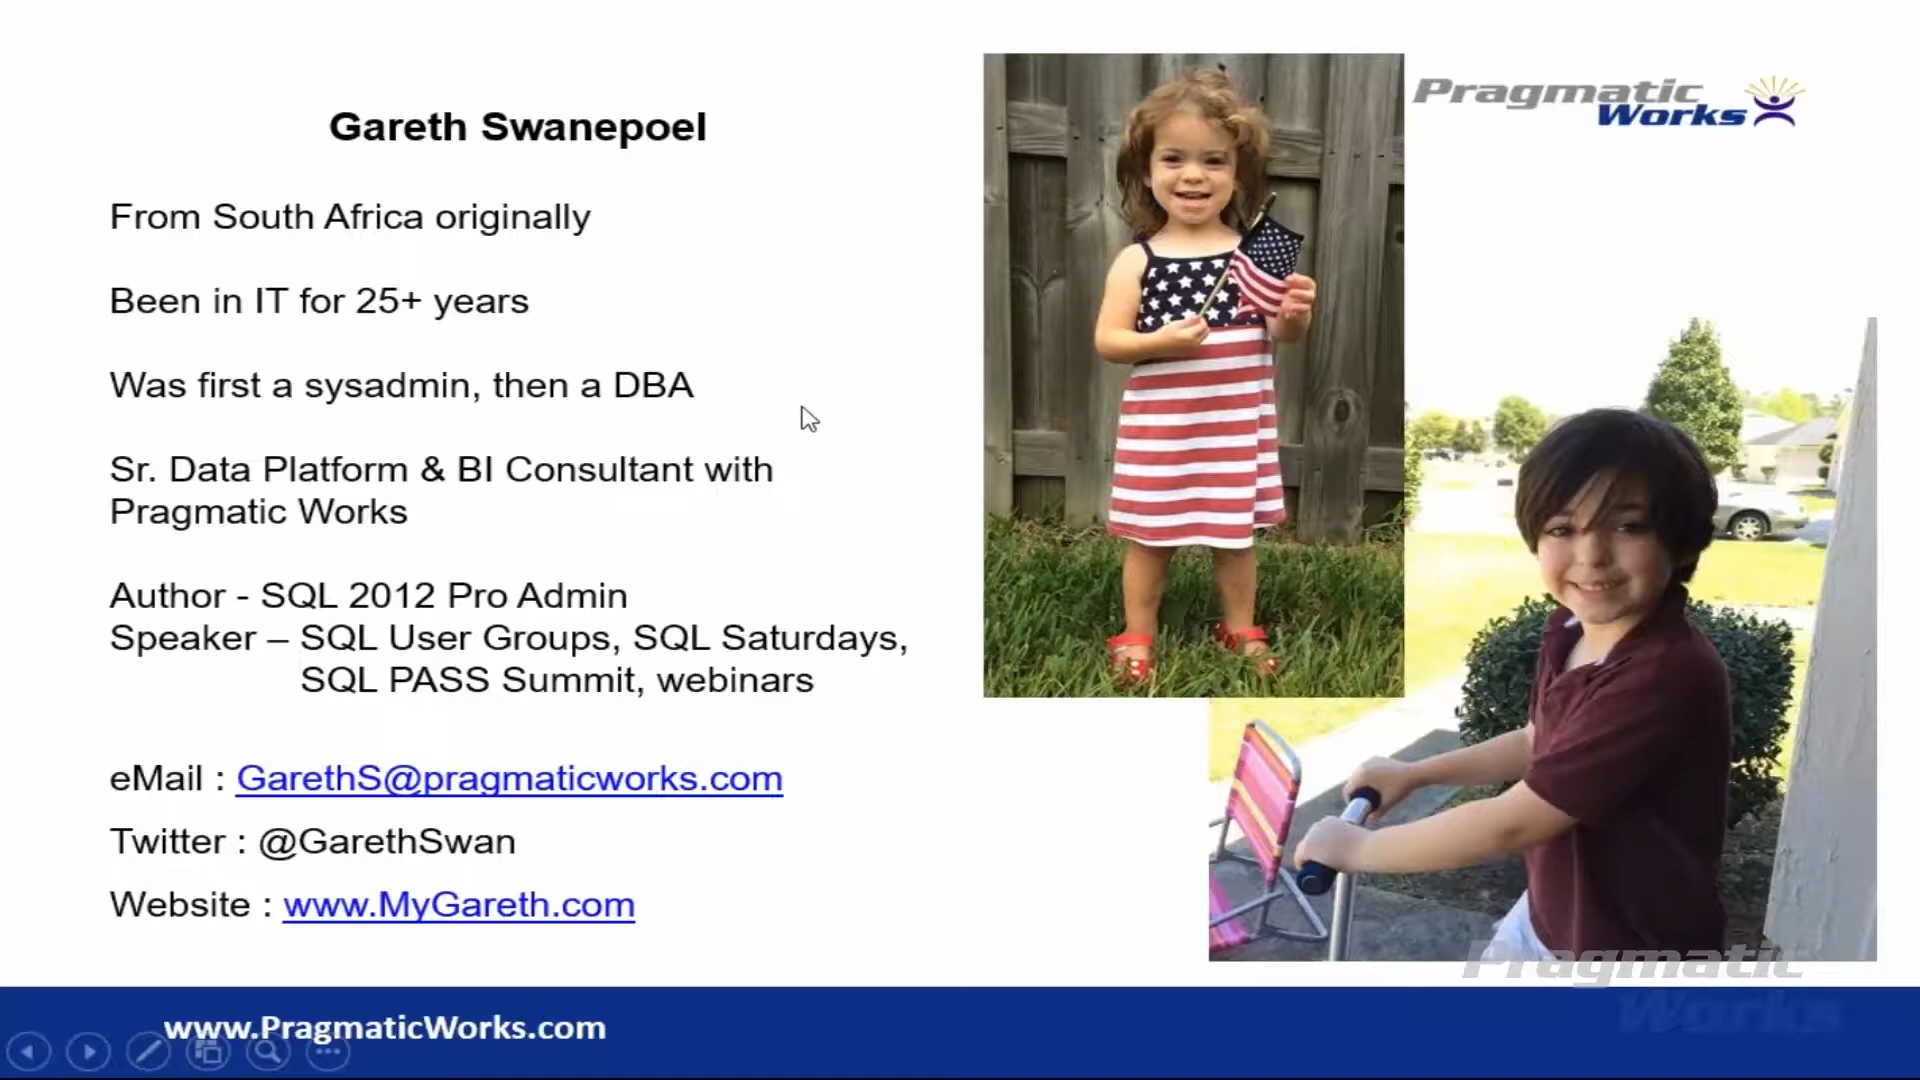 Pragmatic
Works
Gareth Swanepoel
From South Africa originally
Been in IT for 25+ years
Was first a sysadmin, then a DBA
Sr. Data Platform & BI Consultant with
Pragmatic Works
Author - SQL 2012 Pro Admin
Speaker – SQL User Groups, SQL Saturdays,
SQL PASS Summit, webinars
eMail : GarethS@pragmaticworks.com
Twitter : @GarethSwan
Website : www.MyGareth.com
Pragmatic
Works
www.PragmaticWorks.com